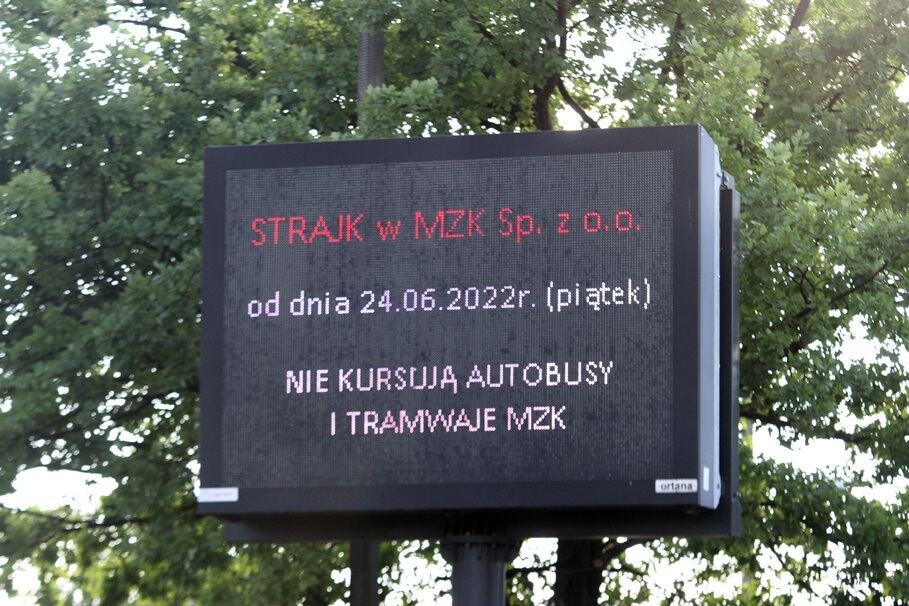 STRAJK w MZK Sp. z o.o.
od dnia 24.06.2022r. (piątek)
NIE KURSUJĄ AUTOBUSY
I TRAMWAJE MZK
ortana